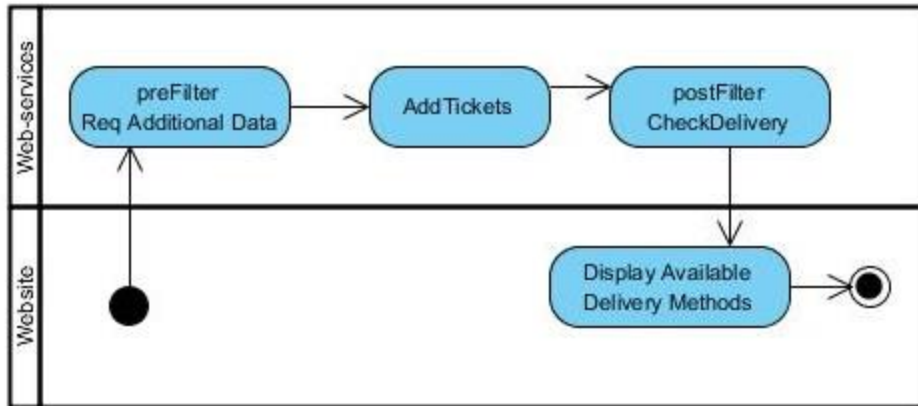 Web-services
preFilter
Req Additional Data
AddTickets
postFilter
CheckDelivery
Website
Display Available
Delivery Methods